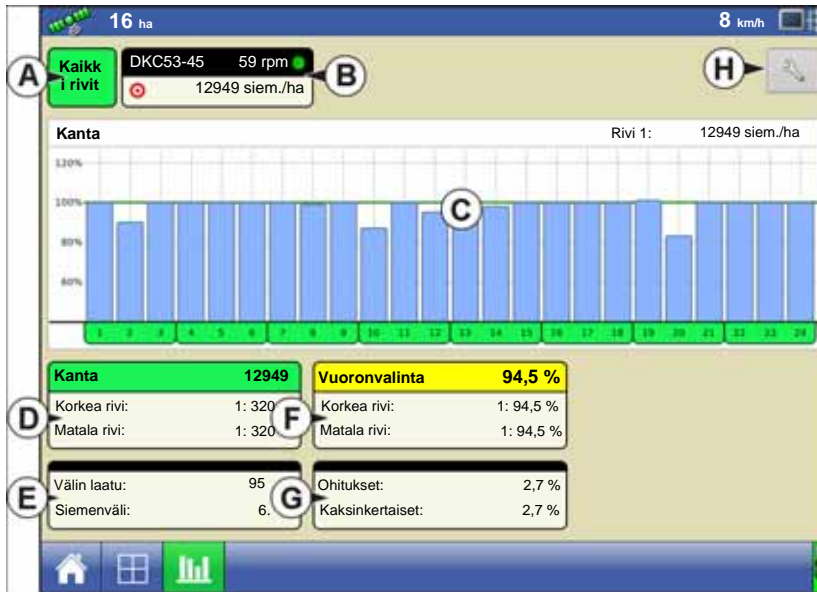 16 ha
8 km/h
A
Kaikk
i rivit
DKC53-45 59 rpm
12949 siem./ha
B
H
Kanta
Rivi 1: 12949 siem./ha
120%
100%
80%
60%
C
1 2 3 4 5 6 7 8 9 10 11 12 13 14 15 16 17 18 19 20 21 22 23 24
Kanta 12949
Korkea rivi: 1: 320
Matala rivi: 1: 320
D
Vuoronvalinta 94,5 %
Korkea rivi: 1: 94,5 %
Matala rivi: 1: 94,5 %
F
Välin laatu: 95
Siemenväli: 6.
E
Ohitukset: 2,7 %
Kaksinkertaiset: 2,7 %
G